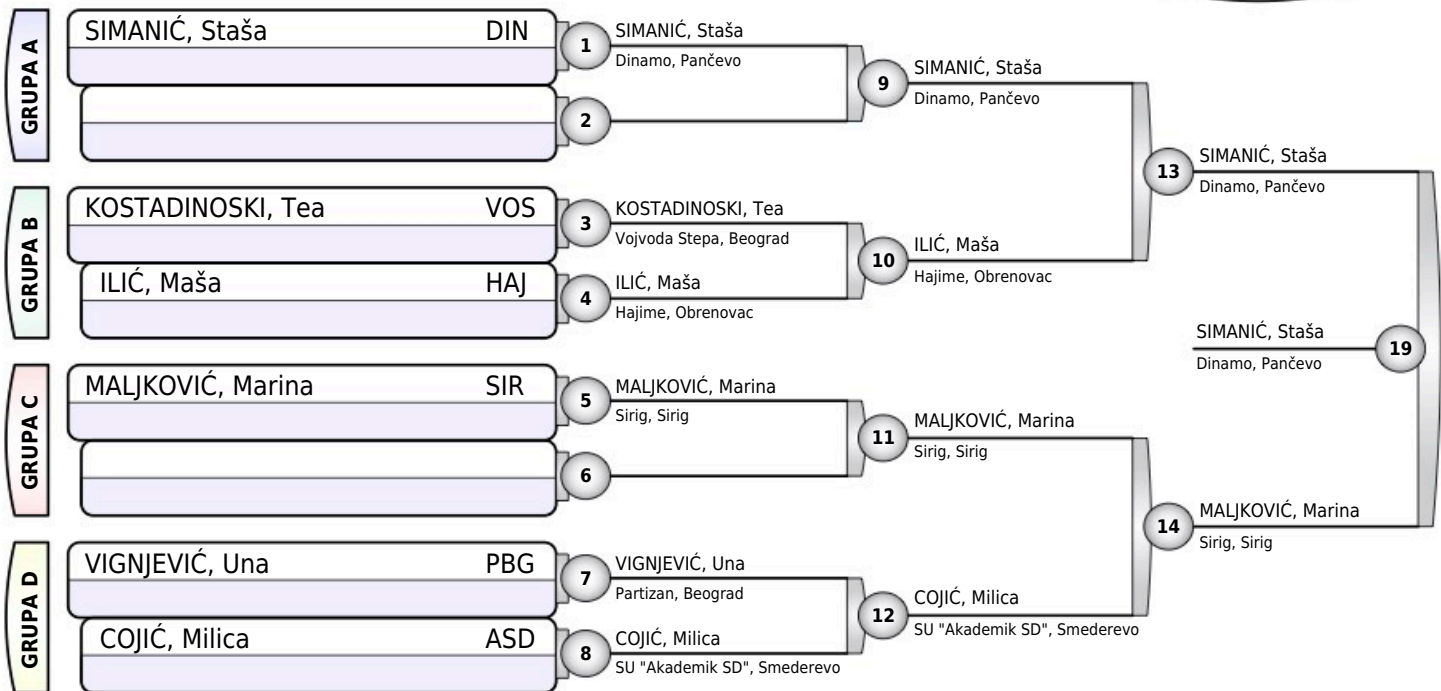 GRUPA A
SIMANIĆ, Staša DIN
1
SIMANIĆ, Staša
Dinamo, Pančevo
2
9
SIMANIĆ, Staša
Dinamo, Pančevo
GRUPA B
KOSTADINOSKI, Tea VOS
3
KOSTADINOSKI, Tea
Vojvoda Stepa, Beograd
ILIĆ, Maša HAJ
4
ILIĆ, Maša
Hajime, Obrenovac
10
ILIĆ, Maša
Hajime, Obrenovac
13
SIMANIĆ, Staša
Dinamo, Pančevo
GRUPA C
MALJKOVIĆ, Marina SIR
5
MALJKOVIĆ, Marina
Sirig, Sirig
6
11
MALJKOVIĆ, Marina
Sirig, Sirig
GRUPA D
VIGNJEVIĆ, Una PBG
7
VIGNJEVIĆ, Una
Partizan, Beograd
COJIĆ, Milica ASD
8
COJIĆ, Milica
SU "Akademik SD", Smederevo
12
COJIĆ, Milica
SU "Akademik SD", Smederevo
14
MALJKOVIĆ, Marina
Sirig, Sirig
SIMANIĆ, Staša
Dinamo, Pančevo
19